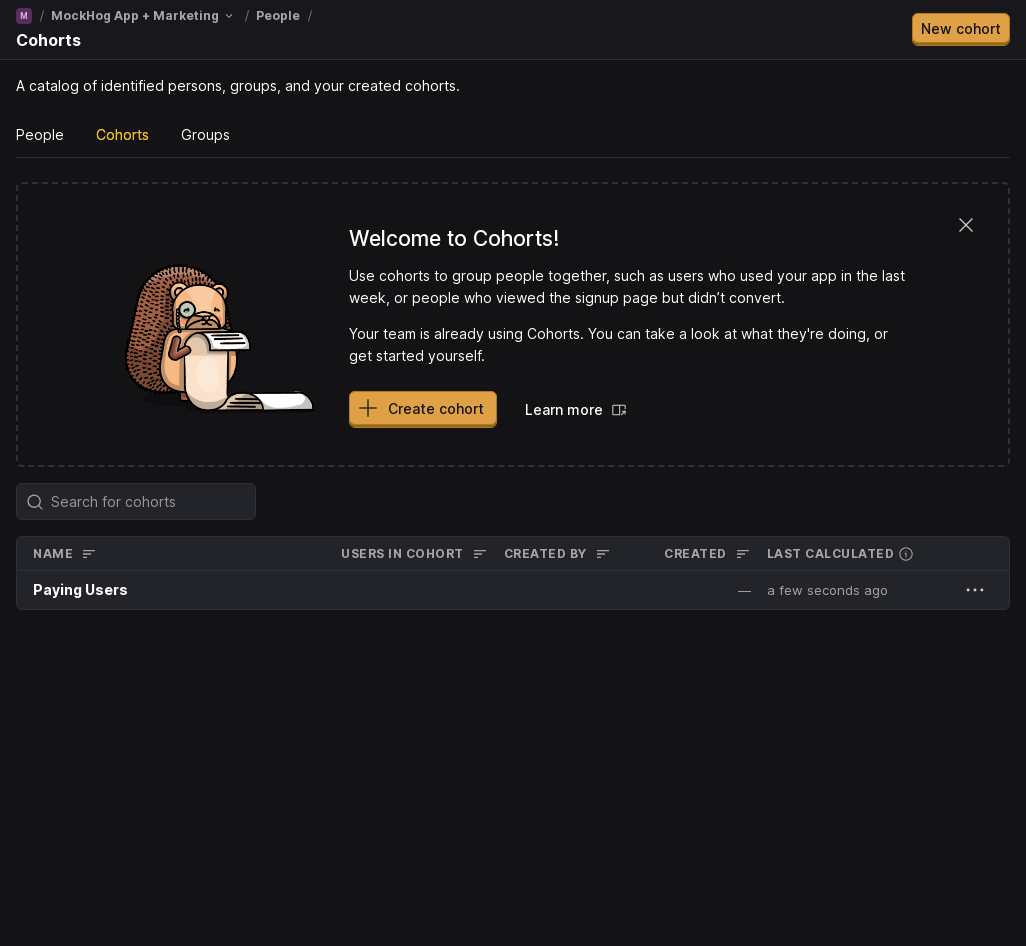 M / MockHog App + Marketing / People /
Cohorts
New cohort
A catalog of identified persons, groups, and your created cohorts.
People Cohorts Groups
Welcome to Cohorts!
Use cohorts to group people together, such as users who used your app in the last
week, or people who viewed the signup page but didn’t convert.
Your team is already using Cohorts. You can take a look at what they're doing, or
get started yourself.
Create cohort Learn more
Search for cohorts
NAME USERS IN COHORT CREATED BY CREATED LAST CALCULATED
Paying Users — a few seconds ago